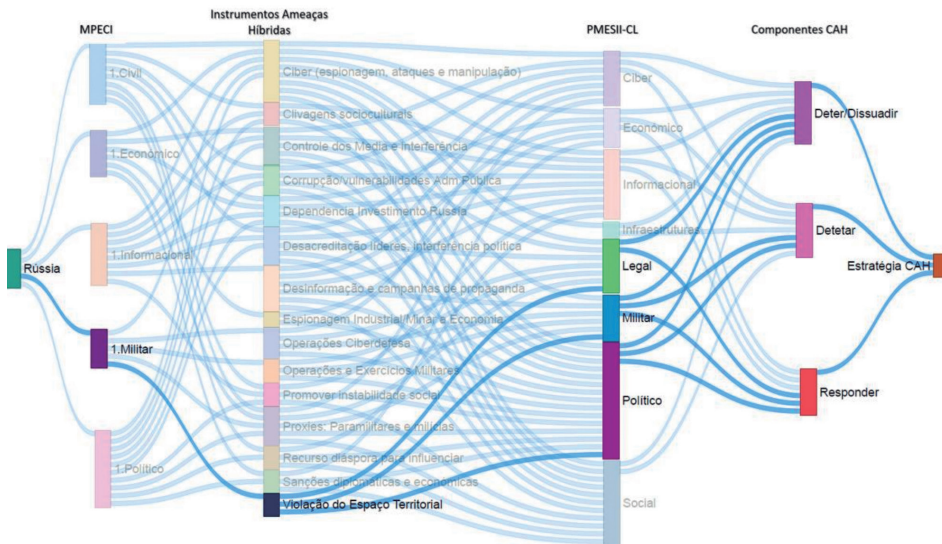 MPECI
Instrumentos Ameaças
Híbridas
PMESII-CL
Componentes CAH
Rússia
1.Civil
1.Económico
1.Informacional
1.Militar
1.Político
Ciber (espionagem, ataques e manipulação)
Clivagens socioculturais
Controle dos Media e Interferência
Corrupção/vulnerabilidades Adm Pública
Dependencia Investimento Russia
Desacreditação líderes, Interferência política
Desinformação e campanhas de propaganda
Espionagem Industrial/Minar a Economia
Operações Ciberdefesa
Operações e Exercícios Militares
Promover instabilidade social
Proxies: Paramilitares e milícias
Recurso diáspora para influenciar
Sanções diplomáticas e económicas
Violação do Espaço Territorial
Ciber
Económico
Informacional
Infraestruturas
Legal
Militar
Político
Social
Deter/Dissuadir
Detetar
Responder
Estratégia CAH